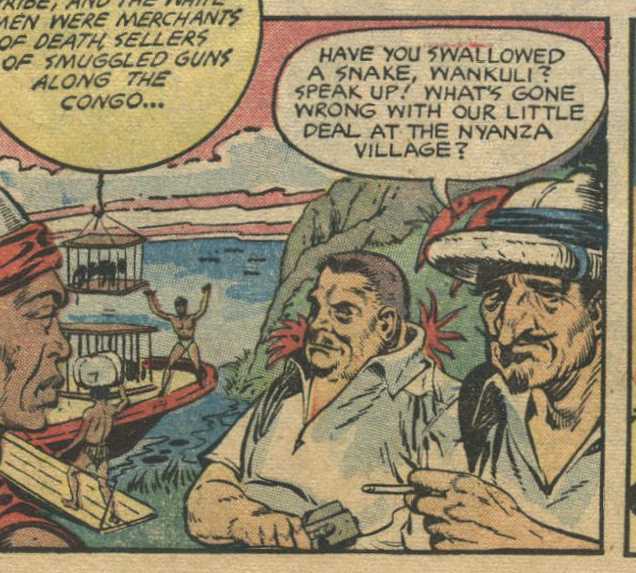 TRIBE, AND THE WHITE
MEN WERE MERCHANTS
OF DEATH, SELLERS
OF SMUGGLED GUNS
ALONG THE
CONGO...
HAVE YOU SWALLOWED
A SNAKE, WANKULI?
SPEAK UP! WHAT'S GONE
WRONG WITH OUR LITTLE
DEAL AT THE NYANZA
VILLAGE?